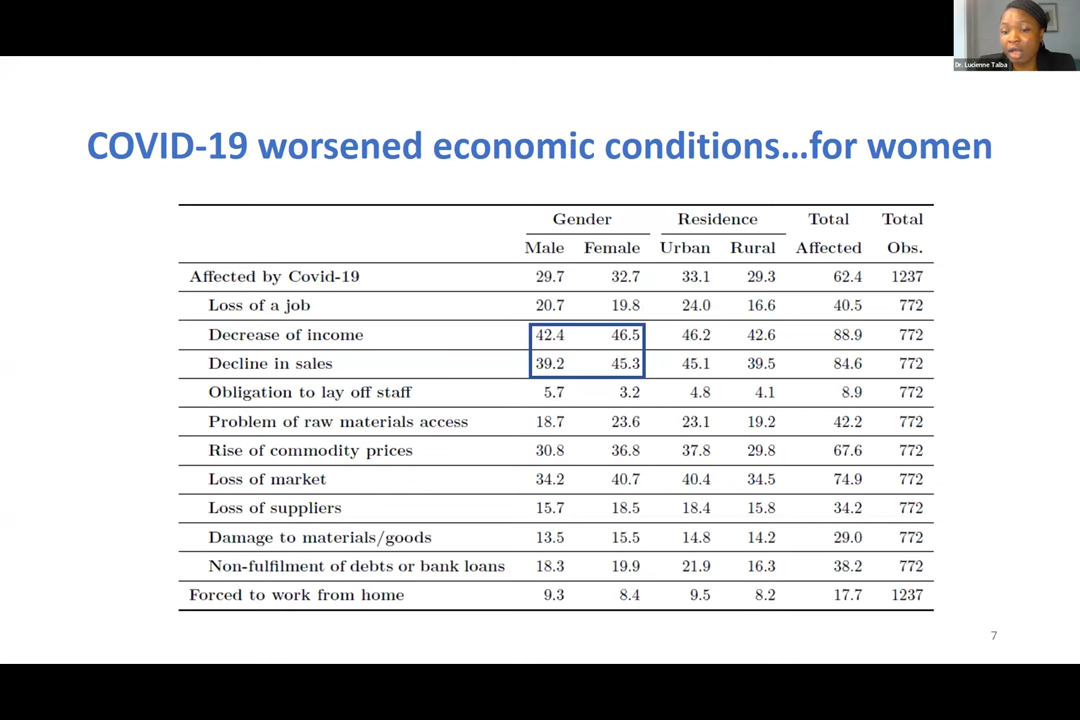 Dr. Lucienne Talba
COVID-19 worsened economic conditions...for women
Gender Residence Total Total
Male Female Urban Rural Affected Obs.
Affected by Covid-19 29.7 32.7 33.1 29.3 62.4 1237
Loss of a job 20.7 19.8 24.0 16.6 40.5 772
Decrease of income 42.4 46.5 46.2 42.6 88.9 772
Decline in sales 39.2 45.3 45.1 39.5 84.6 772
Obligation to lay off staff 5.7 3.2 4.8 4.1 8.9 772
Problem of raw materials access 18.7 23.6 23.1 19.2 42.2 772
Rise of commodity prices 30.8 36.8 37.8 29.8 67.6 772
Loss of market 34.2 40.7 40.4 34.5 74.9 772
Loss of suppliers 15.7 18.5 18.4 15.8 34.2 772
Damage to materials/goods 13.5 15.5 14.8 14.2 29.0 772
Non-fulfilment of debts or bank loans 18.3 19.9 21.9 16.3 38.2 772
Forced to work from home 9.3 8.4 9.5 8.2 17.7 1237
7